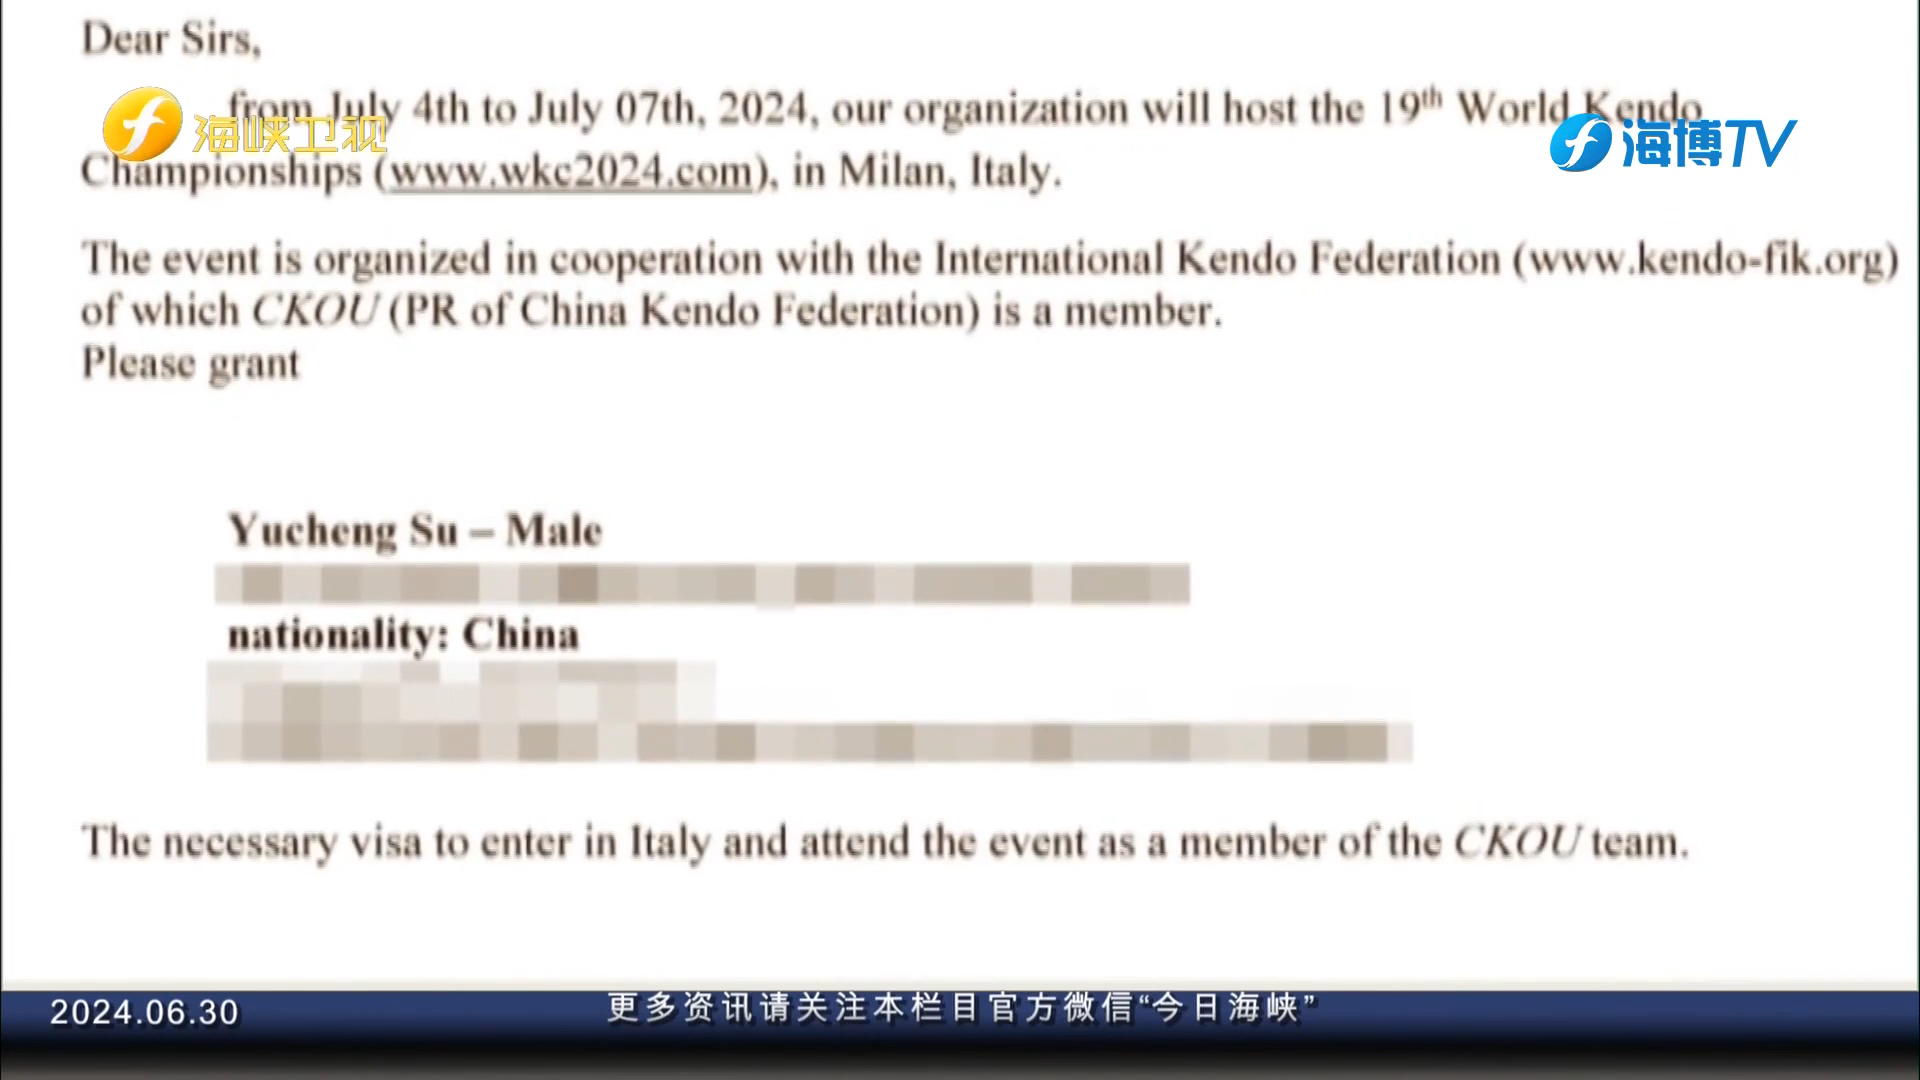 Dear Sirs,
from July 4th to July 07th, 2024, our organization will host the 19th World Kendo
海峡卫视
海博TV
Championships (www.wkc2024.com), in Milan, Italy.
The event is organized in cooperation with the International Kendo Federation (www.kendo-fik.org)
of which CKOU (PR of China Kendo Federation) is a member.
Please grant
Yucheng Su – Male
nationality: China
The necessary visa to enter in Italy and attend the event as a member of the CKOU team.
2024.06.30
更多资讯请关注本栏目官方微信“今日海峡”